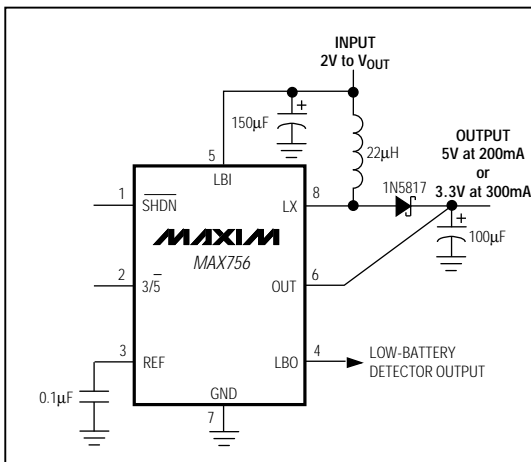 INPUT
2V to VOUT
150µF
+
22µH
OUTPUT
5V at 200mA
or
3.3V at 300mA
5
LBI
1N5817
1
SHDN
LX
8
+
100µF
MAXIM
MAX756
2
3/5
OUT
6
3
REF
LBO
4
LOW-BATTERY
DETECTOR OUTPUT
0.1µF
GND
7